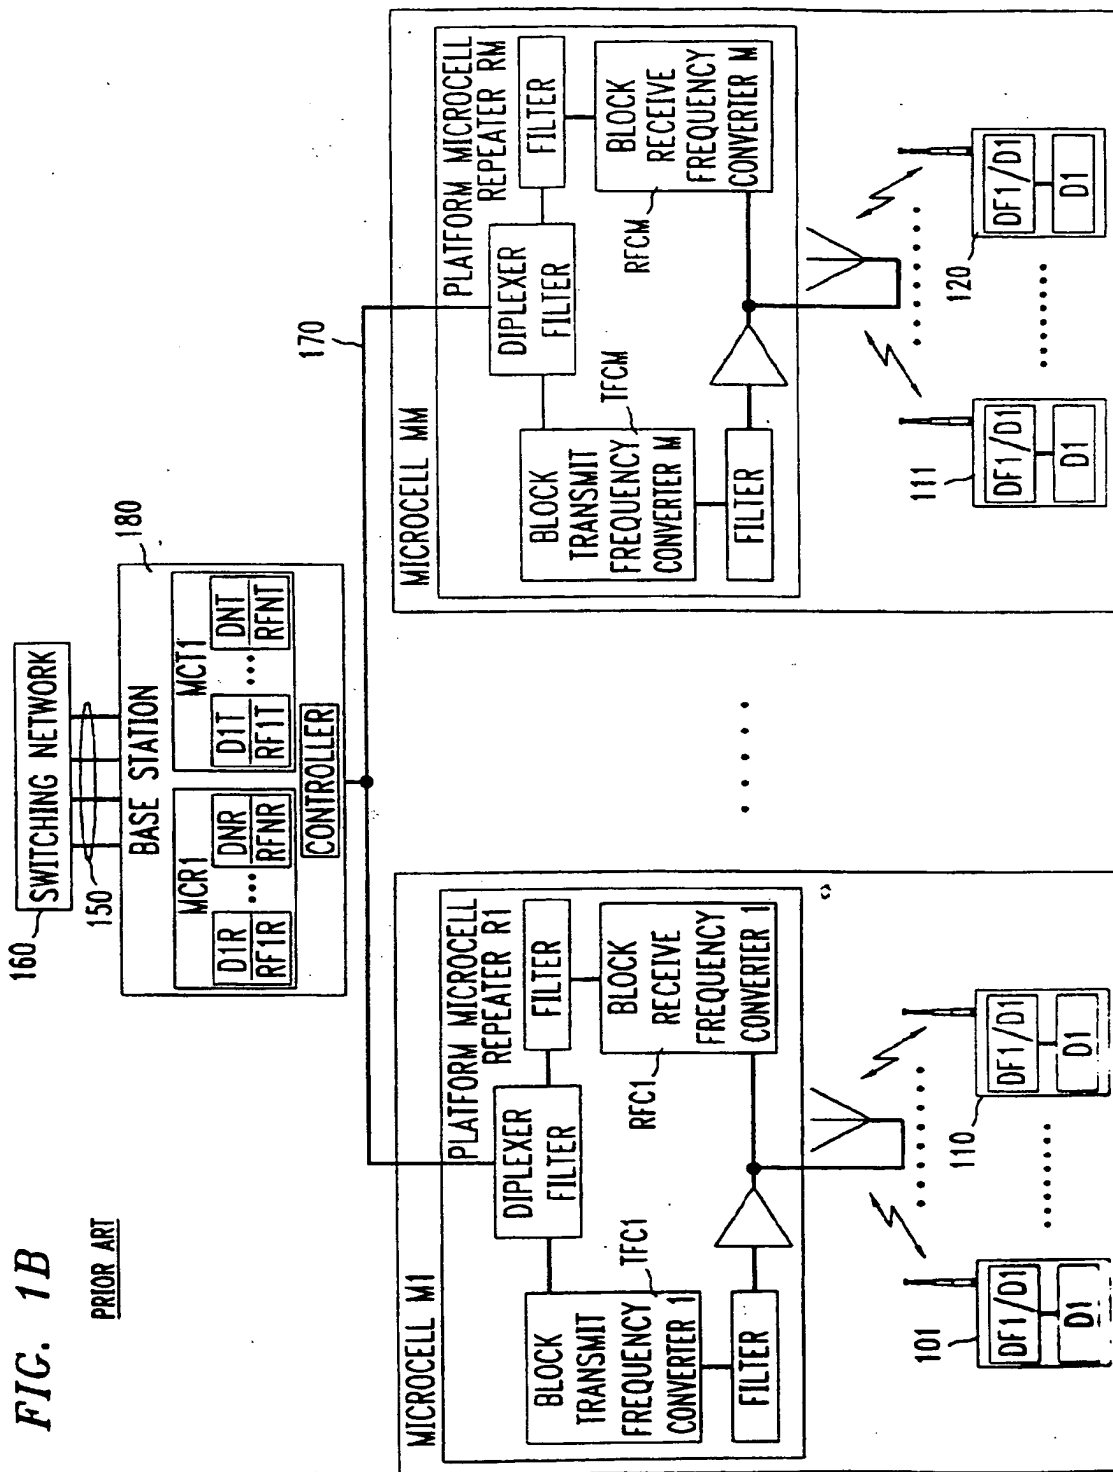 FIG. 1B
PRIOR ART
160
SWITCHING NETWORK
150
180
BASE STATION
MCR1
D1R
RF1R
•••
DNR
RFNR
MCT1
D1T
RF1T
•••
DNT
RFNT
CONTROLLER
170
MICROCELL M1
PLATFORM MICROCELL
REPEATER R1
DIPLEXER
FILTER
FILTER
BLOCK
TRANSMIT
FREQUENCY
CONVERTER 1
TFC1
BLOCK
RECEIVE
FREQUENCY
CONVERTER 1
RFC1
FILTER
101
DF1/D1
D1
110
DF1/D1
D1
MICROCELL MM
PLATFORM MICROCELL
REPEATER RM
DIPLEXER
FILTER
FILTER
BLOCK
TRANSMIT
FREQUENCY
CONVERTER M
TFCM
BLOCK
RECEIVE
FREQUENCY
CONVERTER M
RFCM
FILTER
111
DF1/D1
D1
120
DF1/D1
D1